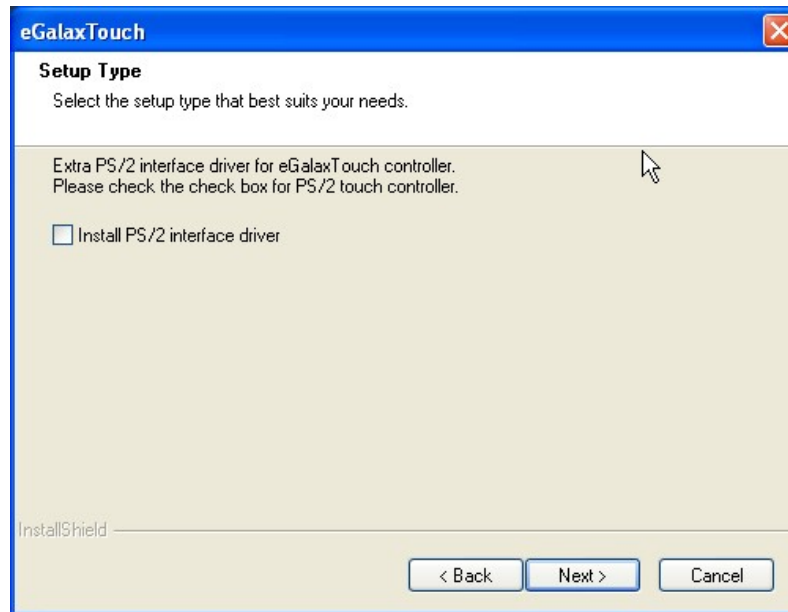 eGalaxTouch
Setup Type
Select the setup type that best suits your needs.
Extra PS/2 interface driver for eGalaxTouch controller.
Please check the check box for PS/2 touch controller.
Install PS/2 interface driver
InstallShield
< Back Next > Cancel